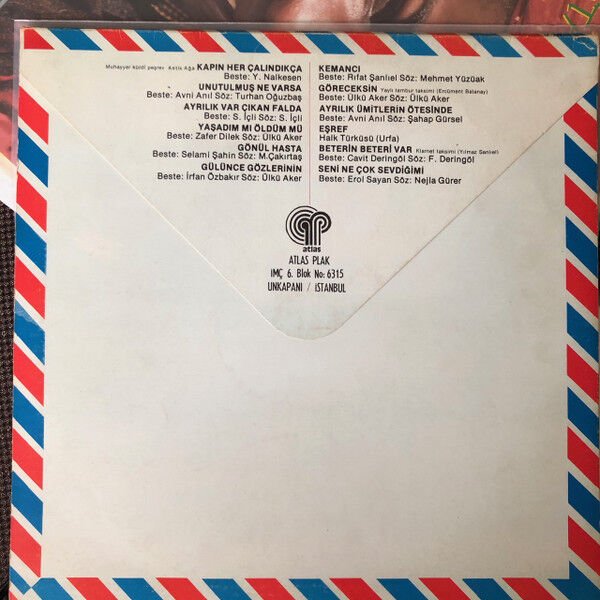 Muhayyer kürdi peşrev Astik Ağa KAPIN HER ÇALINDIKÇA
Beste: Y. Nalkesen
UNUTULMUŞ NE VARSA
Beste: Avni Anıl Söz: Turhan Oğuzbaş
AYRILIK VAR ÇIKAN FALDA
Beste: S. İçli Söz: S. İçli
YAŞADIM MI ÖLDÜM MÜ
Beste: Zafer Dilek Söz: Ülkü Aker
GÖNÜL HASTA
Beste: Selami Şahin Söz: M.Çakırtaş
GÜLÜNCE GÖZLERİNİN
Beste: İrfan Özbakır Söz: Ülkü Aker
KEMANCI
Beste: Rıfat Şanlıel Söz: Mehmet Yüzüak
GÖRECEKSİN Yaylı tambur taksimi (Ercüment Batanay)
Beste: Ülkü Aker Söz: Ülkü Aker
AYRILIK ÜMİTLERİN ÖTESİNDE
Beste: Avni Anıl Söz: Şahap Gürsel
EŞREF
Halk Türküsü (Urfa)
BETERİN BETERİ VAR Klarnet taksimi (Yılmaz Şanlıel)
Beste: Cavit Deringöl Söz: F. Deringöl
SENİ NE ÇOK SEVDİĞİMİ
Beste: Erol Sayan Söz: Nejla Gürer
atlas
ATLAS PLAK
İMÇ 6. Blok No: 6315
UNKAPANI / İSTANBUL